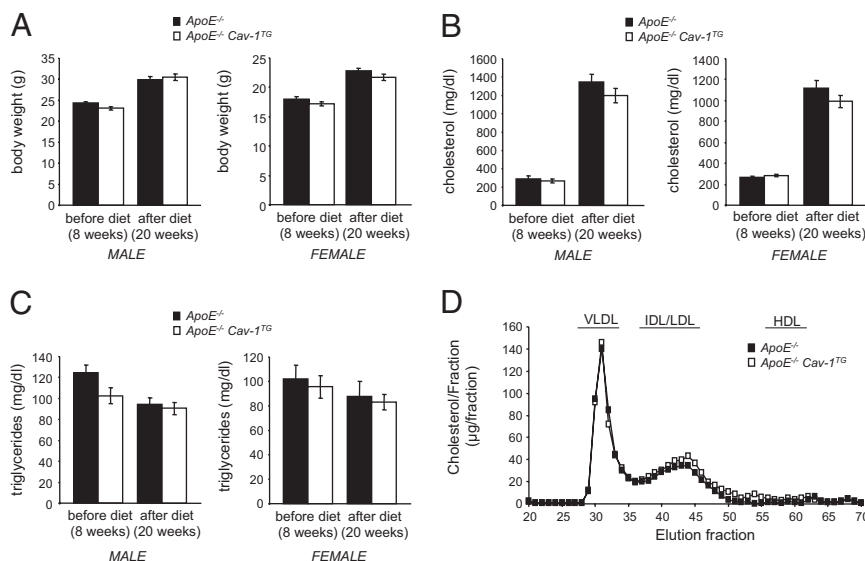 A
ApoE-/-
ApoE-/- Cav-1TG
body weight (g)
35
30
25
20
15
10
5
0
before diet after diet
(8 weeks) (20 weeks)
MALE
body weight (g)
25
20
15
10
5
0
before diet after diet
(8 weeks) (20 weeks)
FEMALE
B
ApoE-/-
ApoE-/- Cav-1TG
cholesterol (mg/dl)
1600
1400
1200
1000
800
600
400
200
0
before diet after diet
(8 weeks) (20 weeks)
MALE
cholesterol (mg/dl)
1400
1200
1000
800
600
400
200
0
before diet after diet
(8 weeks) (20 weeks)
FEMALE
C
ApoE-/-
ApoE-/- Cav-1TG
triglycerides (mg/dl)
140
120
100
80
60
40
20
0
before diet after diet
(8 weeks) (20 weeks)
MALE
triglycerides (mg/dl)
120
100
80
60
40
20
0
before diet after diet
(8 weeks) (20 weeks)
FEMALE
D
VLDL IDL/LDL HDL
ApoE-/-
ApoE-/- Cav-1TG
Cholesterol/Fraction
(µg/fraction)
160
140
120
100
80
60
40
20
0
20 25 30 35 40 45 50 55 60 65 70
Elution fraction